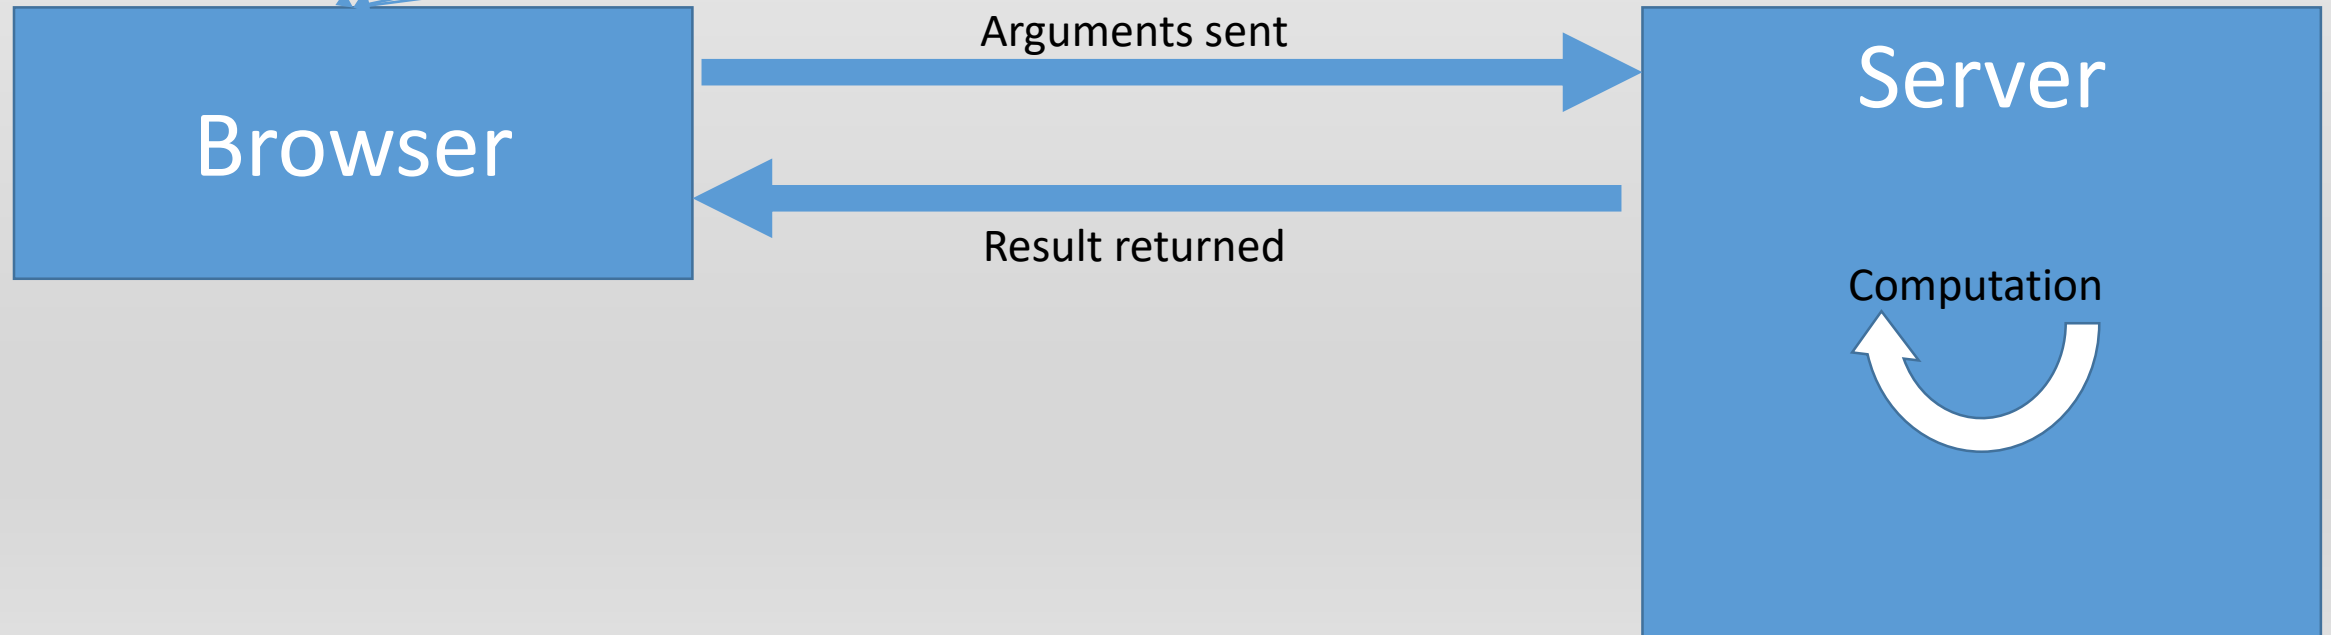 Arguments sent
Server
Browser
Result returned
Computation